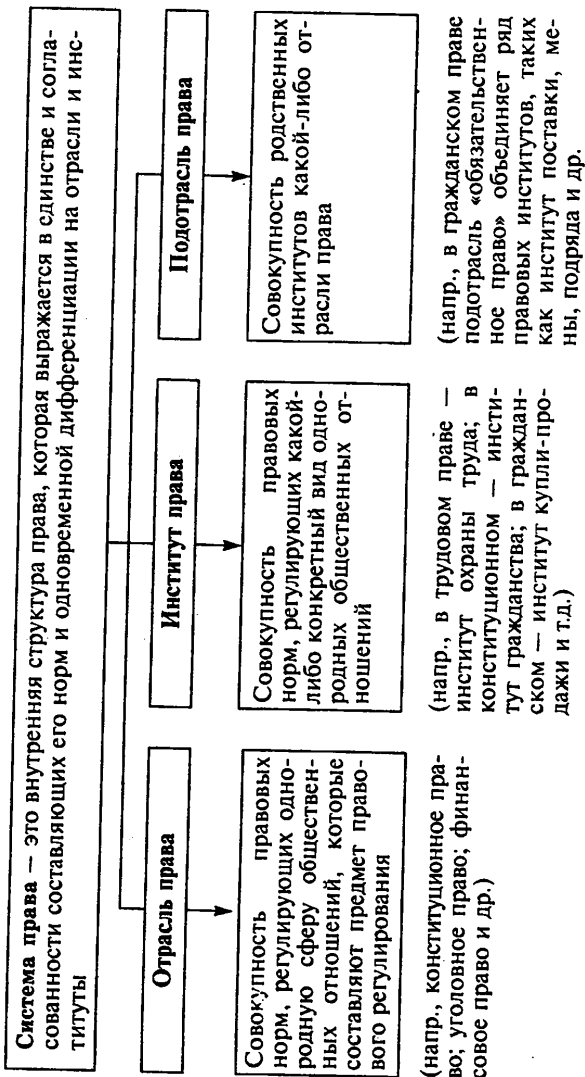 Система права — это внутренняя структура права, которая выражается в единстве и согла-
сованности составляющих его норм и одновременной дифференциации на отрасли и инс-
титуты
Отрасль права
Совокупность правовых
норм, регулирующих одно-
родную сферу обществен-
ных отношений, которые
составляют предмет право-
вого регулирования
(напр., конституционное пра-
во; уголовное право; финан-
совое право и др.)
Институт права
Совокупность правовых
норм, регулирующих какой-
либо конкретный вид одно-
родных общественных от-
ношений
(напр., в трудовом праве —
институт охраны труда; в
конституционном — инсти-
тут гражданства; в граждан-
ском — институт купли-про-
дажи и т.д.)
Подотрасль права
Совокупность родственных
институтов какой-либо от-
расли права
(напр., в гражданском праве
подотрасль «обязательствен-
ное право» объединяет ряд
правовых институтов, таких
как институт поставки, ме-
ны, подряда и др.